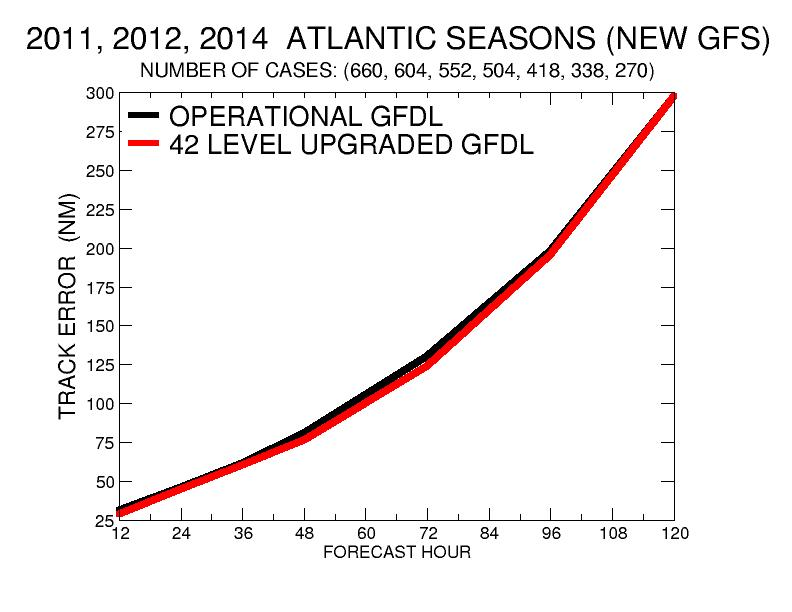 2011, 2012, 2014 ATLANTIC SEASONS (NEW GFS)
NUMBER OF CASES: (660, 604, 552, 504, 418, 338, 270)
OPERATIONAL GFDL
42 LEVEL UPGRADED GFDL
TRACK ERROR (NM)
300
275
250
225
200
175
150
125
100
75
50
25
12 24 36 48 60 72 84 96 108 120
FORECAST HOUR